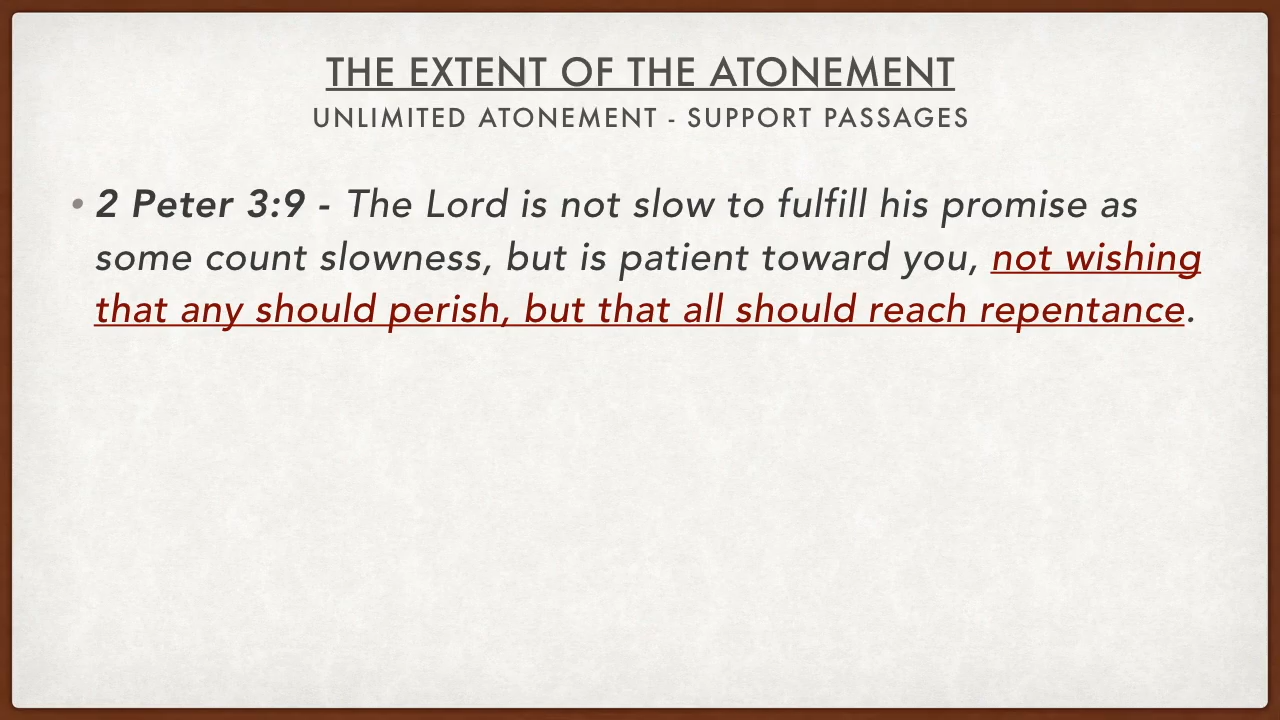 THE EXTENT OF THE ATONEMENT
UNLIMITED ATONEMENT - SUPPORT PASSAGES
• 2 Peter 3:9 - The Lord is not slow to fulfill his promise as
some count slowness, but is patient toward you, not wishing
that any should perish, but that all should reach repentance.